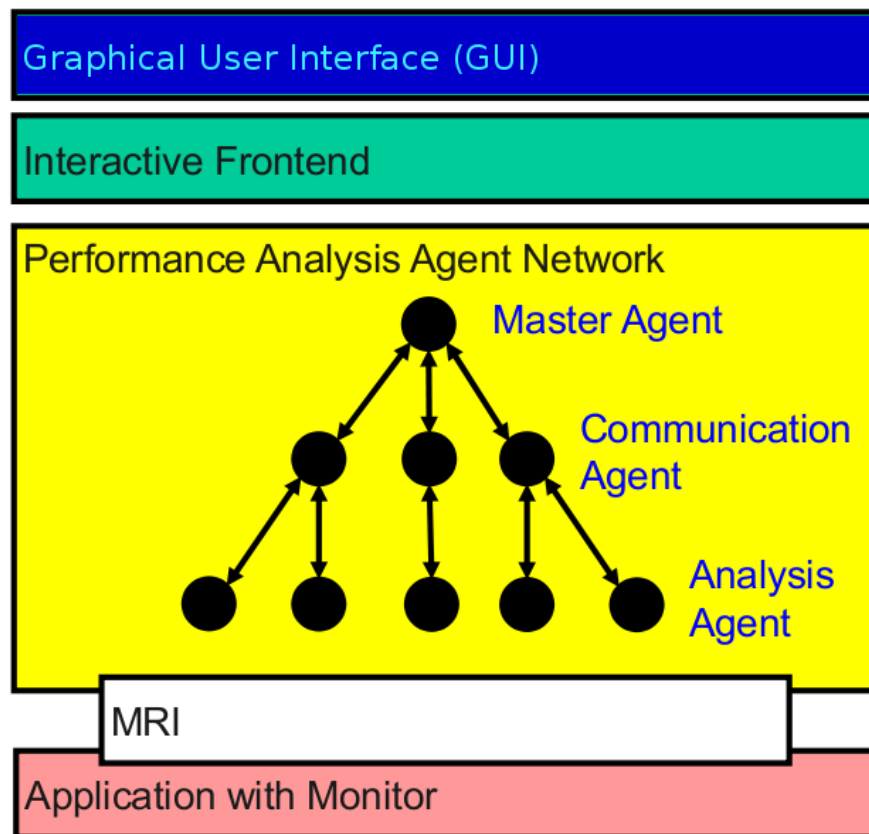 Graphical User Interface (GUI)
Interactive Frontend
Performance Analysis Agent Network
Master Agent
Communication
Agent
Analysis
Agent
MRI
Application with Monitor